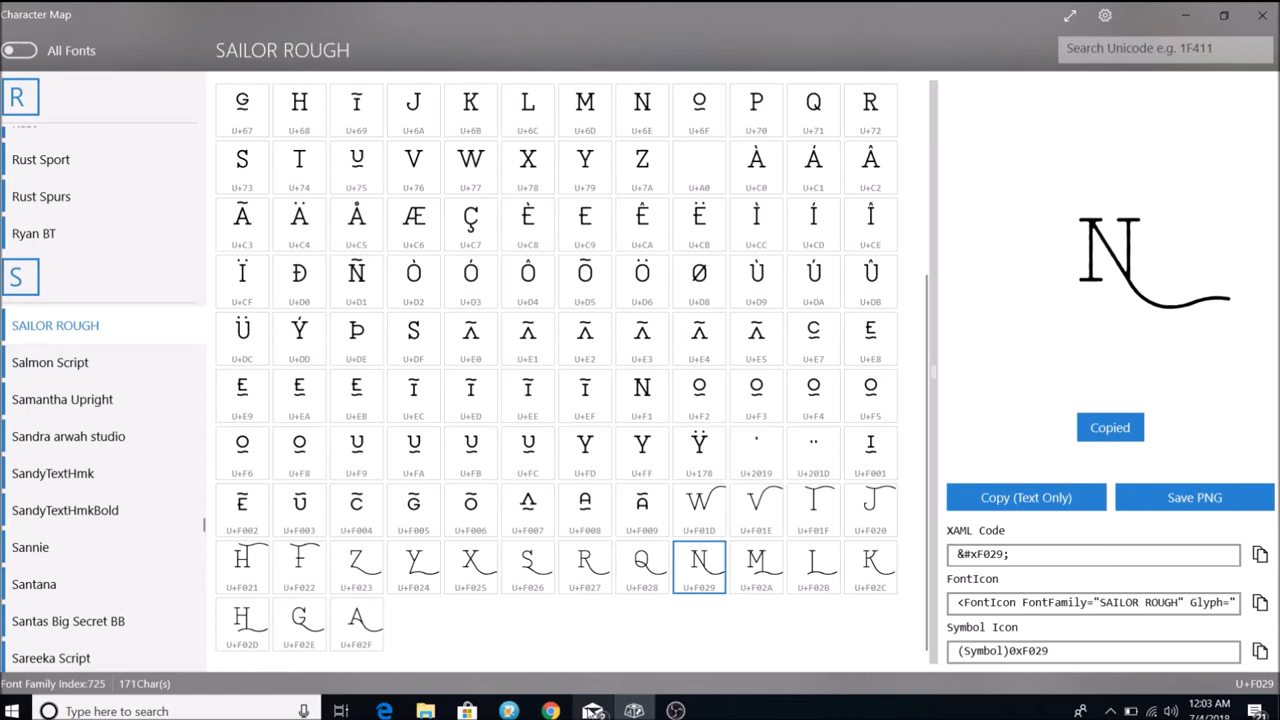 Character Map
All Fonts
SAILOR ROUGH
Search Unicode e.g. 1F411
R
Rust Sport
Rust Spurs
Ryan BT
S
SAILOR ROUGH
Salmon Script
Samantha Upright
Sandra arwah studio
SandyTextHmk
SandyTextHmkBold
Sannie
Santana
Santas Big Secret BB
Sareeka Script
G̱ H Ĩ J K L M N O̲ P Q R
U+67 U+68 U+69 U+6A U+6B U+6C U+6D U+6E U+6F U+70 U+71 U+72
S T U̲ V W X Y Z À Á Â
U+73 U+74 U+75 U+76 U+77 U+78 U+79 U+7A U+A0 U+C0 U+C1 U+C2
Ã Ä Å Æ Ç È E Ê Ë Ì Í Î
U+C3 U+C4 U+C5 U+C6 U+C7 U+C8 U+C9 U+CA U+CB U+CC U+CD U+CE
Ï Ð Ñ Ò Ó Ô Õ Ö Ø Ù Ú Û
U+CF U+D0 U+D1 U+D2 U+D3 U+D4 U+D5 U+D6 U+D8 U+D9 U+DA U+DB
Ü Ý Þ S Ã Ã Ã Ã Ã Ã C̲ E̲
U+DC U+DD U+DE U+DF U+E0 U+E1 U+E2 U+E3 U+E4 U+E5 U+E7 U+E8
E̲ E̲ E̲ Ĩ Ĩ Ĩ Ĩ N O̲ O̲ O̲ O̲
U+E9 U+EA U+EB U+EC U+ED U+EE U+EF U+F1 U+F2 U+F3 U+F4 U+F5
O̲ O̲ U̲ U̲ U̲ U̲ Y Y Ÿ ' '' I̲
U+F6 U+F8 U+F9 U+FA U+FB U+FC U+FD U+FF U+178 U+2019 U+201D U+F001
Ẽ Ũ C̃ G̃ Õ A A Ã W V T J
U+F002 U+F003 U+F004 U+F005 U+F006 U+F007 U+F008 U+F009 U+F01D U+F01E U+F01F U+F020
H F Z Y X S R Q N M L K
U+F021 U+F022 U+F023 U+F024 U+F025 U+F026 U+F027 U+F028 U+F029 U+F02A U+F02B U+F02C
H G A
U+F02D U+F02E U+F02F
N
Copied
Copy (Text Only) Save PNG
XAML Code
&#xF029;
FontIcon
<FontIcon FontFamily="SAILOR ROUGH" Glyph="
Symbol Icon
(Symbol)0xF029
Font Family Index:725 171Char(s) U+F029
Type here to search
12:03 AM
7/4/2018